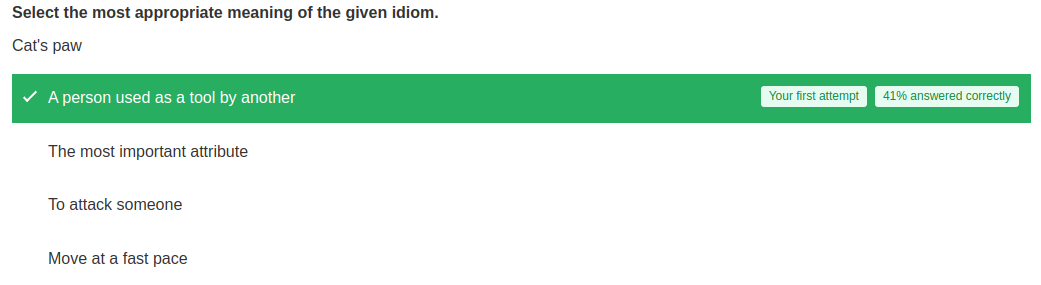 Select the most appropriate meaning of the given idiom.
Cat's paw
A person used as a tool by another Your first attempt 41% answered correctly
The most important attribute
To attack someone
Move at a fast pace